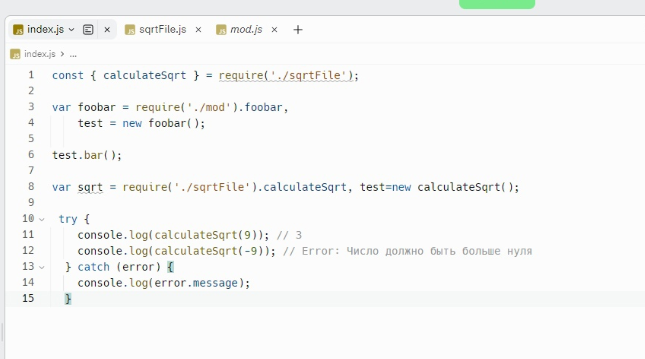 index.js
sqrtFile.js
mod.js
index.js > ...
1 const { calculateSqrt } = require('./sqrtFile');
2
3 var foobar = require('./mod').foobar,
4 test = new foobar();
5
6 test.bar();
7
8 var sqrt = require('./sqrtFile').calculateSqrt, test=new calculateSqrt();
9
10 try {
11 console.log(calculateSqrt(9)); // 3
12 console.log(calculateSqrt(-9)); // Error: Число должно быть больше нуля
13 } catch (error) {
14 console.log(error.message);
15 }